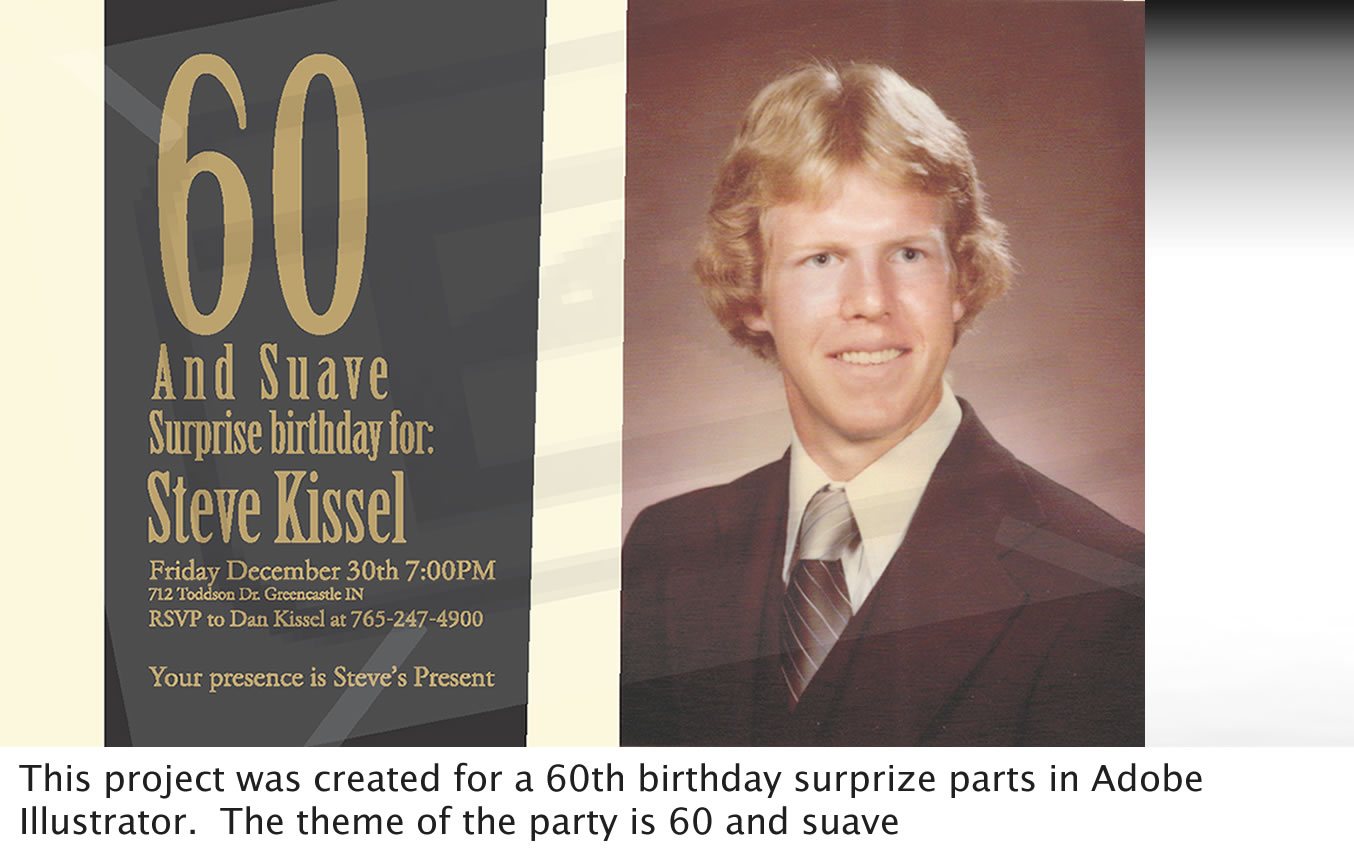 60
And Suave
Surprise birthday for:
Steve Kissel
Friday December 30th 7:00PM
712 Toddson Dr. Greencastle IN
RSVP to Dan Kissel at 765-247-4900
Your presence is Steve's Present
This project was created for a 60th birthday surprize parts in Adobe
Illustrator.  The theme of the party is 60 and suave